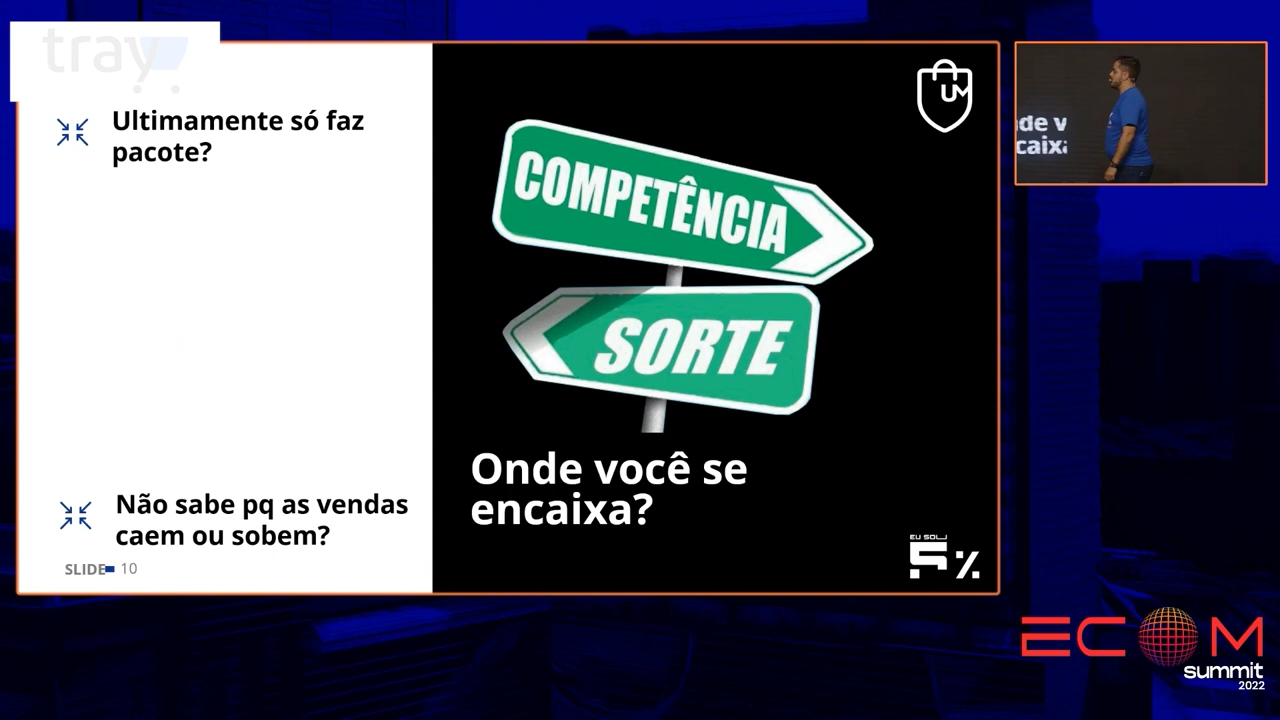 tray
Ultimamente só faz
pacote?
Não sabe pq as vendas
caem ou sobem?
SLIDE 10
COMPETÊNCIA
SORTE
Onde você se
encaixa?
UM
EU SOU
5%
de v
caixa
ECOM
summit
2022